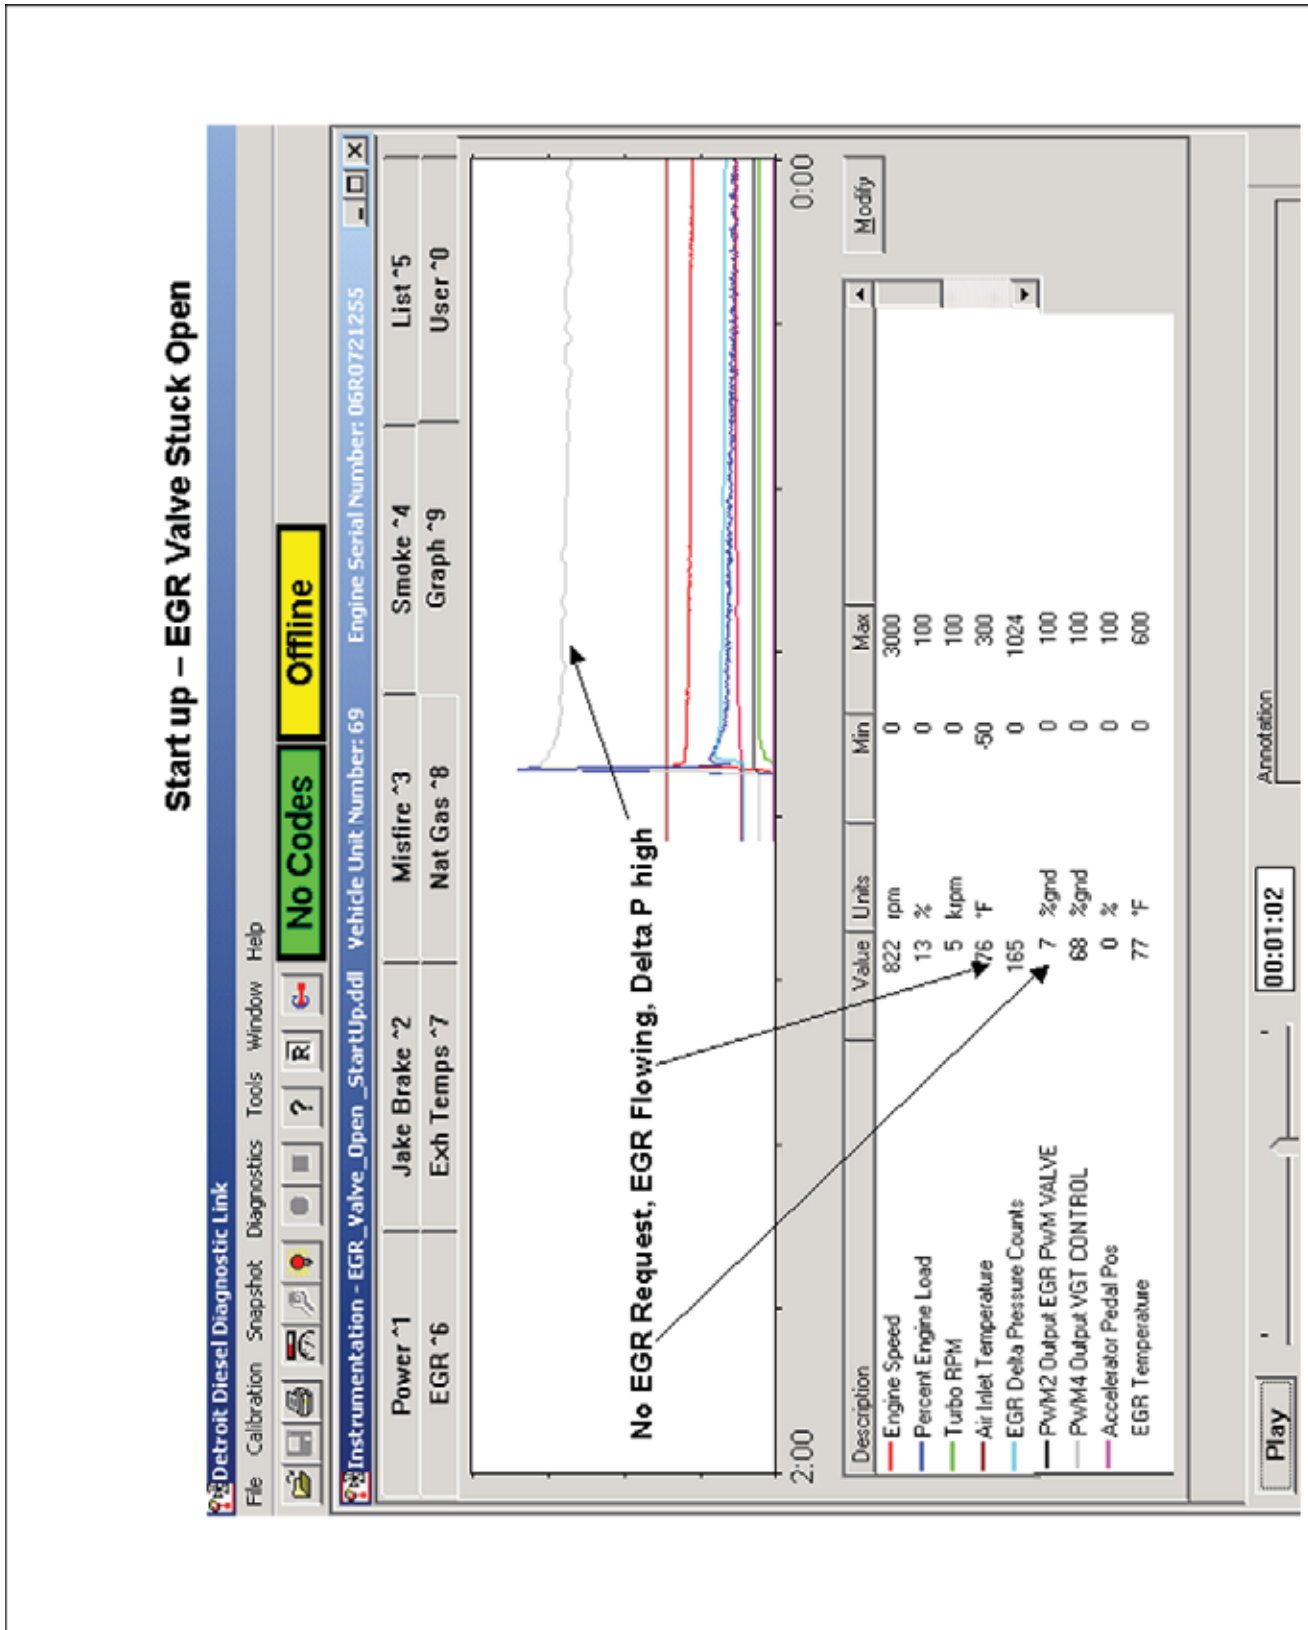 Start up – EGR Valve Stuck Open
Detroit Diesel Diagnostic Link
File Calibration Snapshot Diagnostics Tools Window Help
? R No Codes Offline
Instrumentation - EGR_Valve_Open _StartUp.ddl Vehicle Unit Number: 69 Engine Serial Number: 06R0721255
Power ^1 Jake Brake ^2 Misfire ^3 Smoke ^4 List ^5
EGR ^6 Exh Temps ^7 Nat Gas ^8 Graph ^9 User ^0
No EGR Request, EGR Flowing, Delta P high
2:00 0:00
Description Value Units Min Max
Modify
Engine Speed 822 rpm 0 3000
Percent Engine Load 13 % 0 100
Turbo RPM 5 krpm 0 100
Air Inlet Temperature 76 °F -50 300
EGR Delta Pressure Counts 165 0 1024
PWM2 Output EGR PWM VALVE 7 %gnd 0 100
PWM4 Output VGT CONTROL 68 %gnd 0 100
Accelerator Pedal Pos 0 % 0 100
EGR Temperature 77 °F 0 600
Play 00:01:02 Annotation